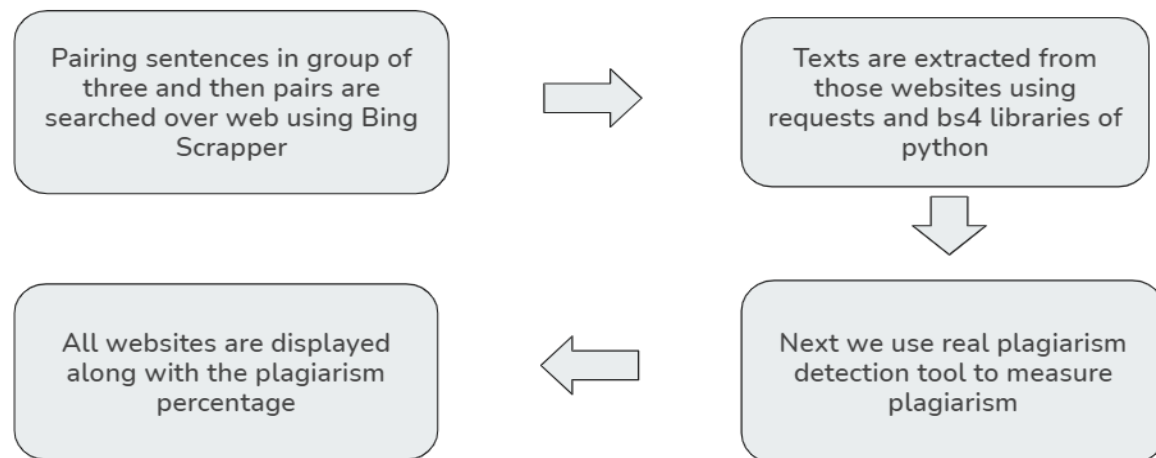 Pairing sentences in group of
three and then pairs are
searched over web using Bing
Scrapper
Texts are extracted from
those websites using
requests and bs4 libraries of
python
Next we use real plagiarism
detection tool to measure
plagiarism
All websites are displayed
along with the plagiarism
percentage